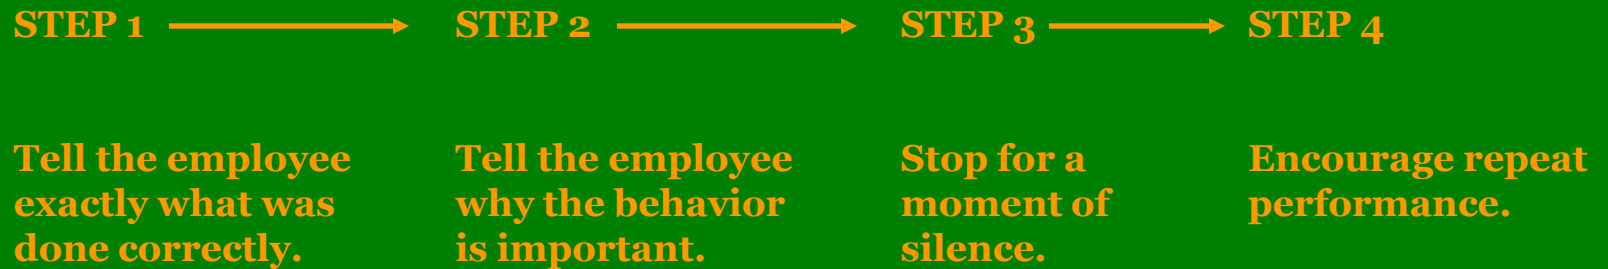 STEP 1
STEP 2
STEP 3
STEP 4
Tell the employee
exactly what was
done correctly.
Tell the employee
why the behavior
is important.
Stop for a
moment of
silence.
Encourage repeat
performance.